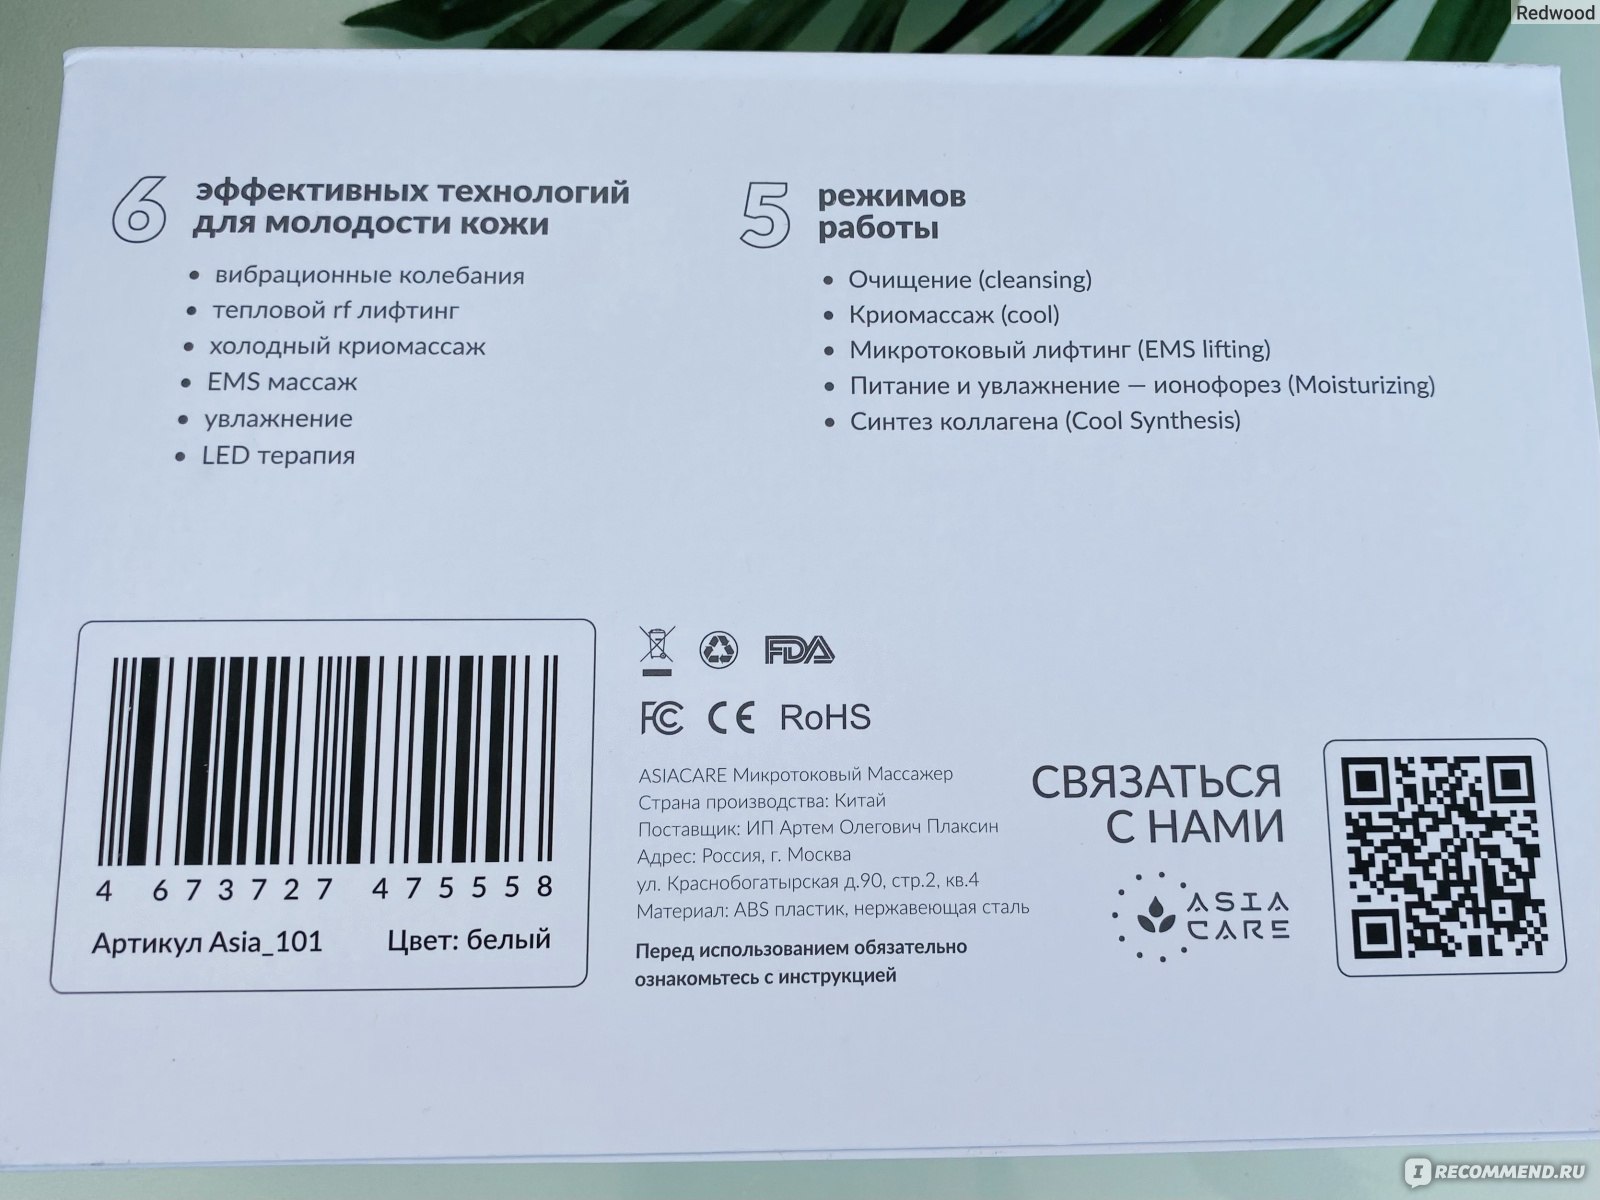 Redwood
6 эффективных технологий
для молодости кожи
• вибрационные колебания
• тепловой rf лифтинг
• холодный криомассаж
• EMS массаж
• увлажнение
• LED терапия
5 режимов
работы
• Очищение (cleansing)
• Криомассаж (cool)
• Микротоковый лифтинг (EMS lifting)
• Питание и увлажнение — ионофорез (Moisturizing)
• Синтез коллагена (Cool Synthesis)
4 673727 475558
Артикул Asia_101 Цвет: белый
FDA
FC CE RoHS
ASIACARE Микротоковый Массажер
Страна производства: Китай
Поставщик: ИП Артем Олегович Плаксин
Адрес: Россия, г. Москва
ул. Краснобогатырская д.90, стр.2, кв.4
Материал: ABS пластик, нержавеющая сталь
Перед использованием обязательно
ознакомьтесь с инструкцией
СВЯЗАТЬСЯ
С НАМИ
ASIA
CARE
IRECOMMEND.RU